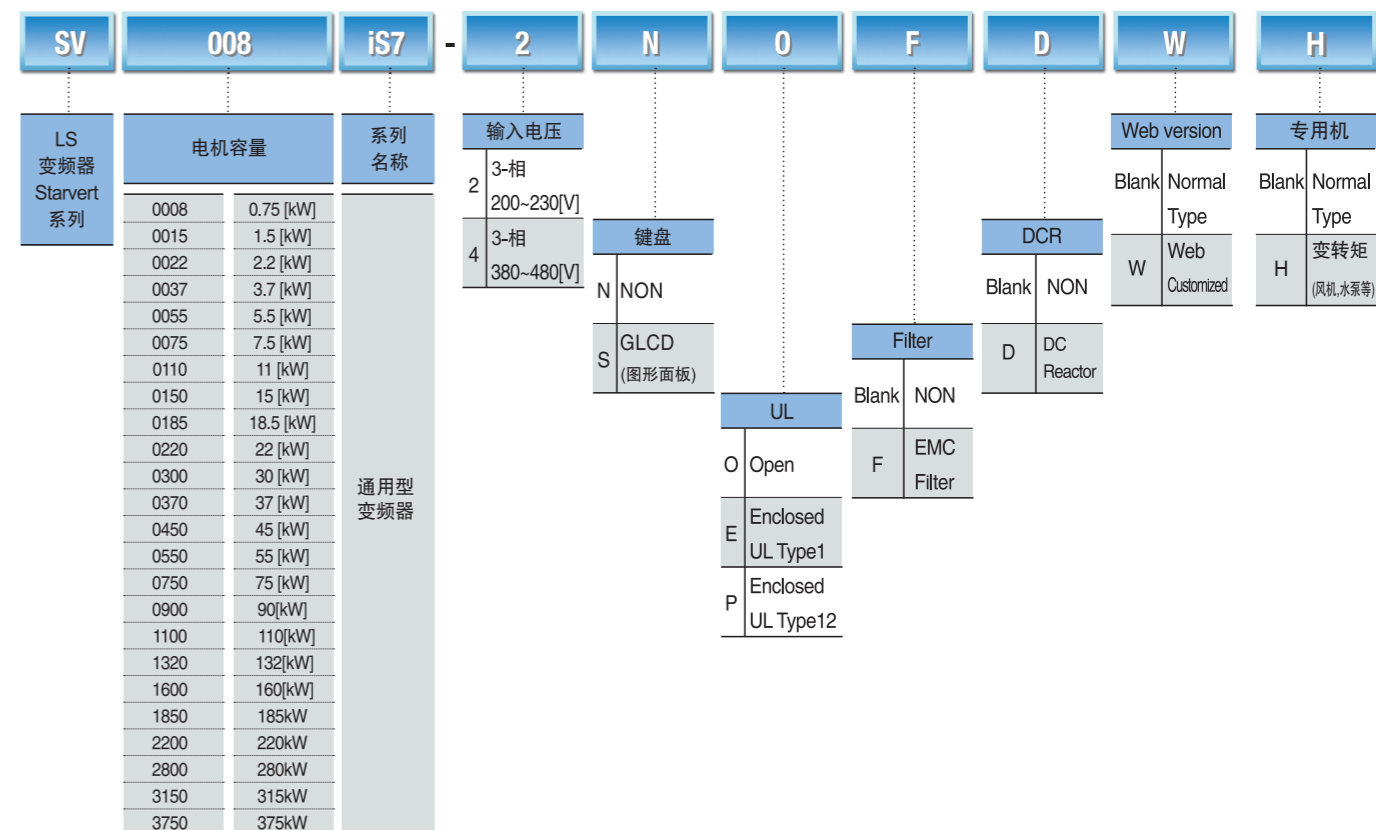 SV 008 iS7 - 2 N O F D W H
LS
变频器
Starvert
系列
电机容量
0008 0.75 [kW]
0015 1.5 [kW]
0022 2.2 [kW]
0037 3.7 [kW]
0055 5.5 [kW]
0075 7.5 [kW]
0110 11 [kW]
0150 15 [kW]
0185 18.5 [kW]
0220 22 [kW]
0300 30 [kW]
0370 37 [kW]
0450 45 [kW]
0550 55 [kW]
0750 75 [kW]
0900 90[kW]
1100 110[kW]
1320 132[kW]
1600 160[kW]
1850 185kW
2200 220kW
2800 280kW
3150 315kW
3750 375kW
系列
名称
通用型
变频器
输入电压
2 3-相
200~230[V]
4 3-相
380~480[V]
键盘
N NON
S GLCD
(图形面板)
UL
O Open
E Enclosed
UL Type1
P Enclosed
UL Type12
Filter
Blank NON
F EMC
Filter
DCR
Blank NON
D DC
Reactor
Web version
Blank Normal
Type
W Web
Customized
专用机
Blank Normal
Type
H 变转矩
(风机,水泵等)